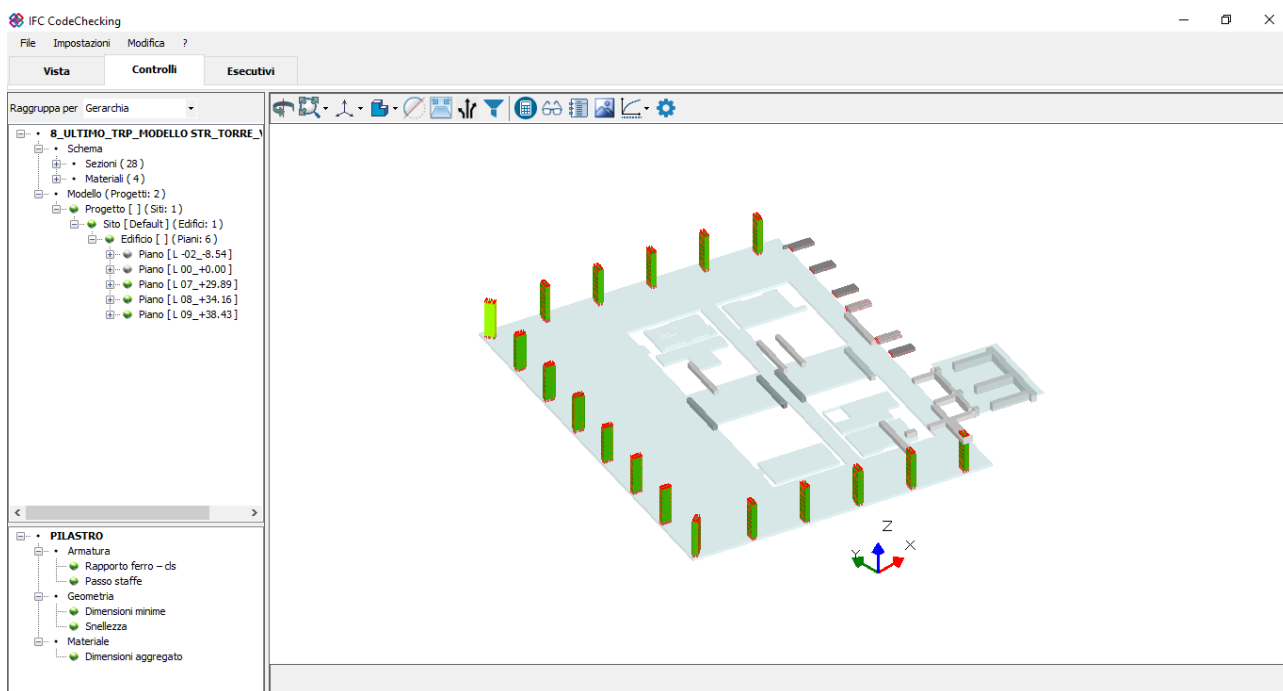 IFC CodeChecking
File Impostazioni Modifica ?
Vista Controlli Esecutivi
Raggruppa per Gerarchia
8_ULTIMO_TRP_MODELLO STR_TORRE_
Schema
Sezioni ( 28 )
Materiali ( 4 )
Modello ( Progetti: 2 )
Progetto [ ] ( Siti: 1 )
Sito [ Default ] ( Edifici: 1 )
Edificio [ ] ( Piani: 6 )
Piano [ L -02_-8.54 ]
Piano [ L 00_+0.00 ]
Piano [ L 07_+29.89 ]
Piano [ L 08_+34.16 ]
Piano [ L 09_+38.43 ]
PILASTRO
Armatura
Rapporto ferro – cls
Passo staffe
Geometria
Dimensioni minime
Snellezza
Materiale
Dimensioni aggregato
Z
X
Y